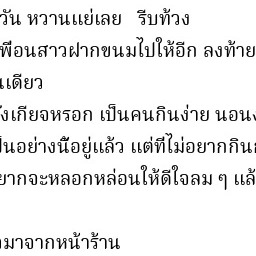 วัน หวานแย่เลย รีบท้วง
พี่อนสาวฝากขนมไปให้อีก ลงท้าย
นเดียว
ังเกียจหรอก เป็นคนกินง่าย นอนง
ป็นอย่างนี้อยู่แล้ว แต่ที่ไม่อยากกิน
ยากจะหลอกหล่อนให้ดีใจลม ๆ แล้
มาจากหน้าร้าน